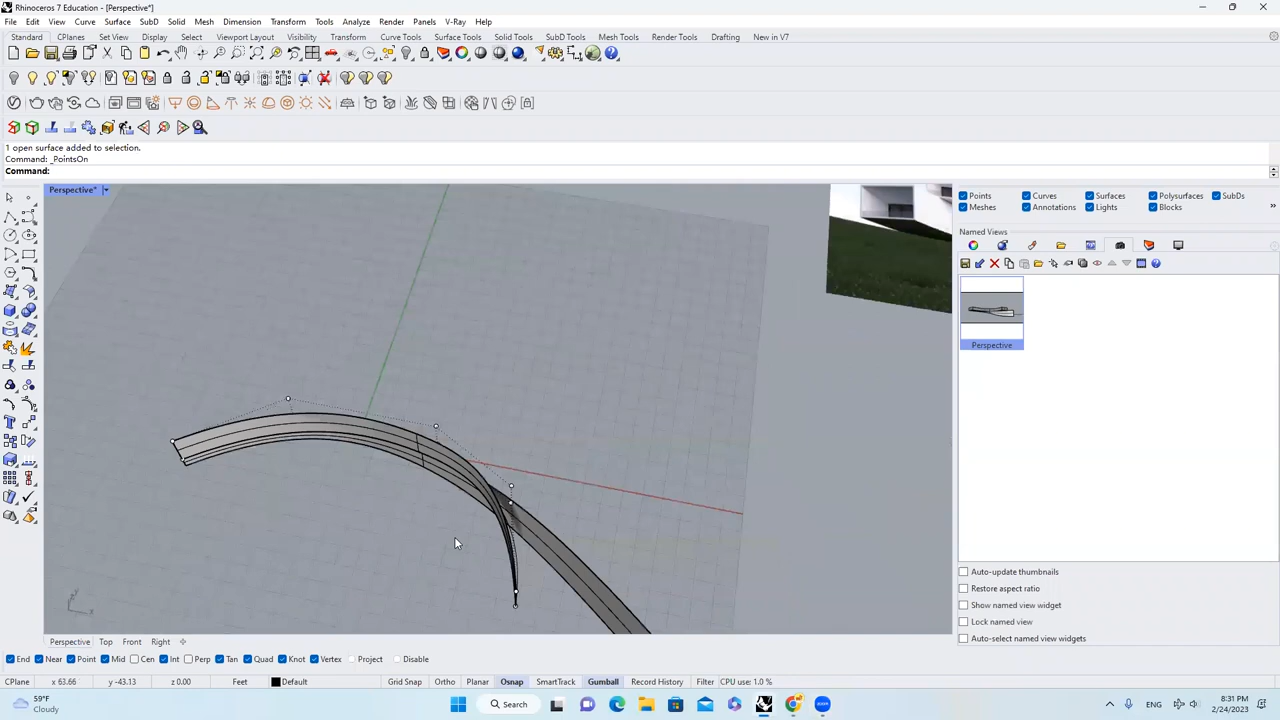 Rhinoceros 7 Education - [Perspective*]
File Edit View Curve Surface SubD Solid Mesh Dimension Transform Tools Analyze Render Panels V-Ray Help
Standard CPlanes Set View Display Select Viewport Layout Visibility Transform Curve Tools Surface Tools Solid Tools SubD Tools Mesh Tools Render Tools Drafting New in V7
1 open surface added to selection.
Command: _PointsOn
Command:
Perspective*
Points Curves Surfaces Polysurfaces SubDs
Meshes Annotations Lights Blocks
Named Views
Perspective
Auto-update thumbnails
Restore aspect ratio
Show named view widget
Lock named view
Auto-select named view widgets
Perspective Top Front Right
End Near Point Mid Cen Int Perp Tan Quad Knot Vertex Project Disable
CPlane x 63.66 y -43.13 z 0.00 Feet Default Grid Snap Ortho Planar Osnap SmartTrack Gumball Record History Filter CPU use: 1.0 %
59°F
Cloudy
Search
ENG
8:31 PM
2/24/2023